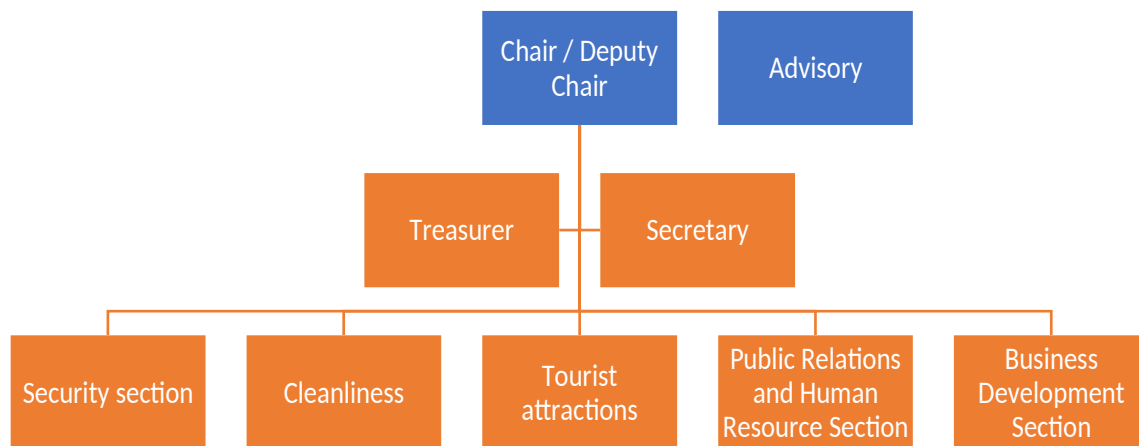 Chair / Deputy
Chair
Advisory
Treasurer
Secretary
Security section
Cleanliness
Tourist
attractions
Public Relations
and Human
Resource Section
Business
Development
Section